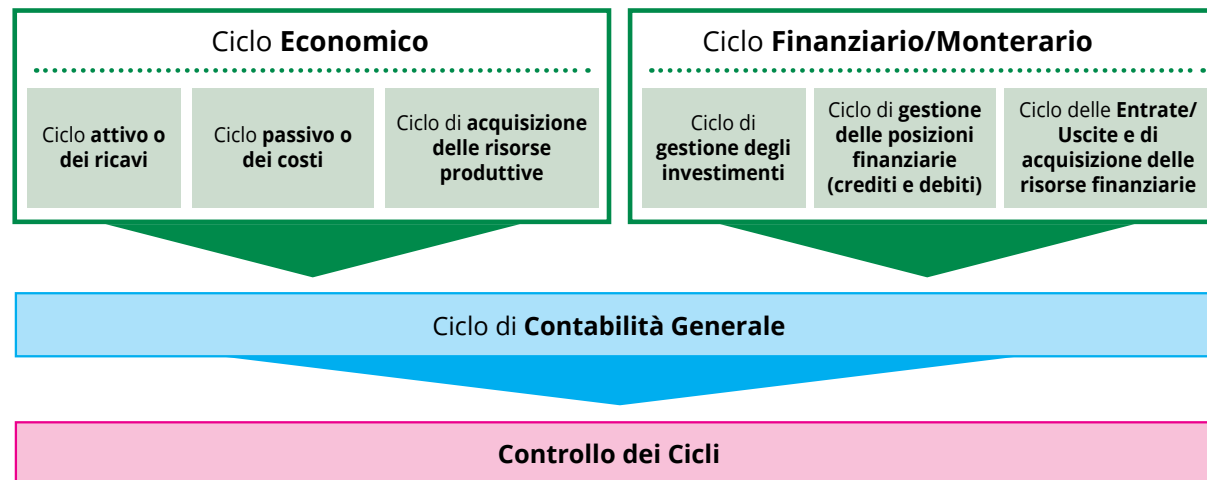 Ciclo Economico
Ciclo attivo o
dei ricavi
Ciclo passivo o
dei costi
Ciclo di acquisizione
delle risorse
produttive
Ciclo Finanziario/Monterario
Ciclo di
gestione degli
investimenti
Ciclo di gestione
delle posizioni
finanziarie
(crediti e debiti)
Ciclo delle Entrate/
Uscite e di
acquisizione delle
risorse finanziarie
Ciclo di Contabilità Generale
Controllo dei Cicli